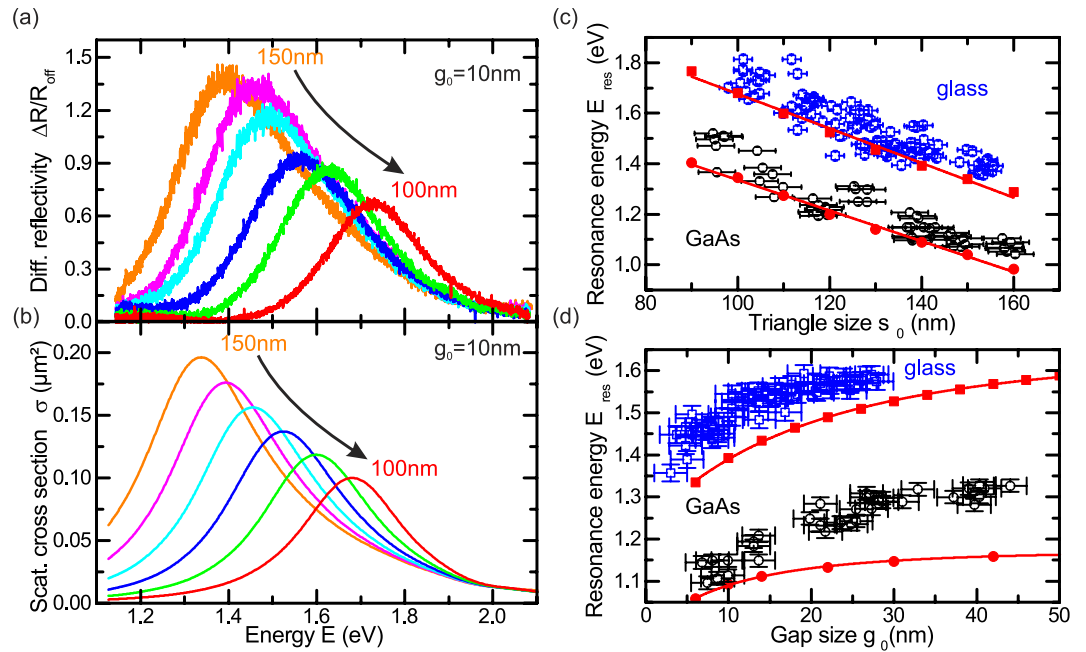 (a)
150nm
g₀=10nm
100nm
Diff. reflectivity ΔR/R_off
1.5
1.2
0.9
0.6
0.3
0.0
(b)
150nm
g₀=10nm
100nm
Scat. cross section σ (µm²)
0.20
0.15
0.10
0.05
0.00
1.2 1.4 1.6 1.8 2.0
Energy E (eV)
(c)
Resonance energy E_res (eV)
1.8
1.6
1.4
1.2
1.0
glass
GaAs
80 100 120 140 160
Triangle size s₀ (nm)
(d)
Resonance energy E_res (eV)
1.6
1.5
1.4
1.3
1.2
1.1
glass
GaAs
0 10 20 30 40 50
Gap size g₀(nm)